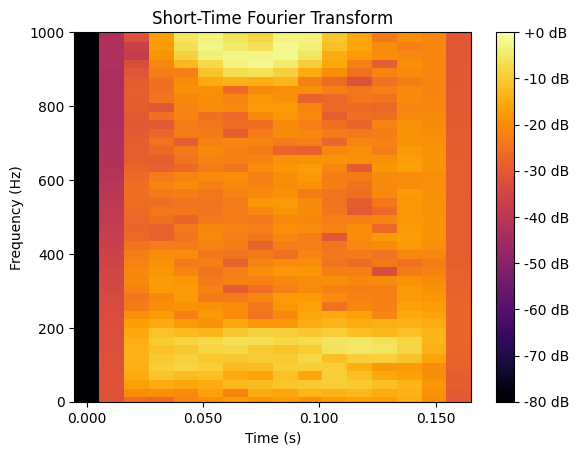 Short-Time Fourier Transform
Frequency (Hz)
1000
800
600
400
200
0
0.000
0.050
0.100
0.150
Time (s)
+0 dB
-10 dB
-20 dB
-30 dB
-40 dB
-50 dB
-60 dB
-70 dB
-80 dB